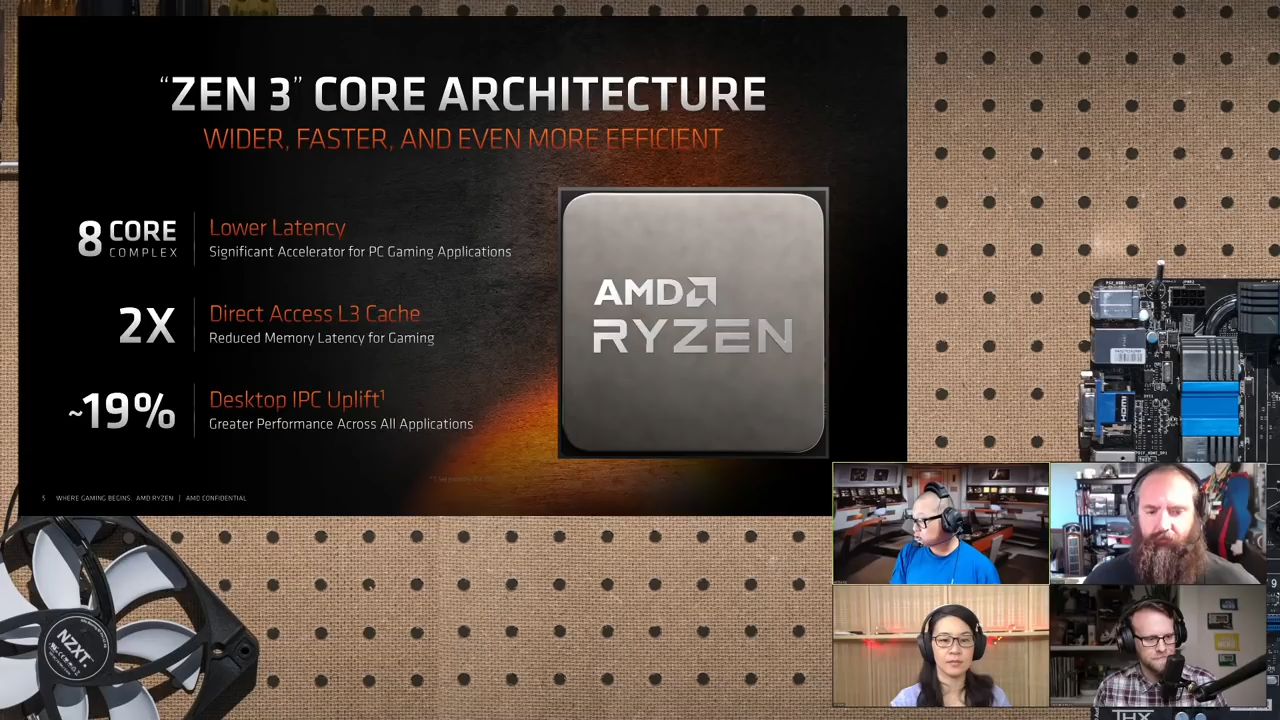 “ZEN 3” CORE ARCHITECTURE
WIDER, FASTER, AND EVEN MORE EFFICIENT
8 CORE
COMPLEX
Lower Latency
Significant Accelerator for PC Gaming Applications
2X
Direct Access L3 Cache
Reduced Memory Latency for Gaming
~19%
Desktop IPC Uplift¹
Greater Performance Across All Applications
AMD
RYZEN
5 WHERE GAMING BEGINS: AMD RYZEN | AMD CONFIDENTIAL
HDMI
NZXT.
THX